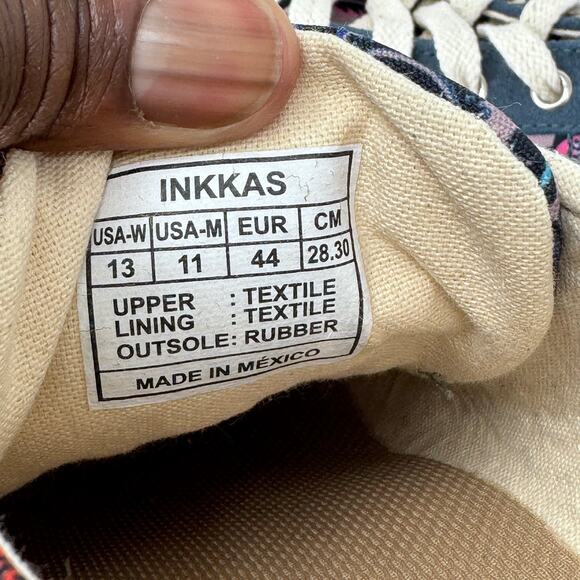 INKKAS
USA-W USA-M EUR CM
13 11 44 28.30
UPPER : TEXTILE
LINING : TEXTILE
OUTSOLE: RUBBER
MADE IN MÉXICO